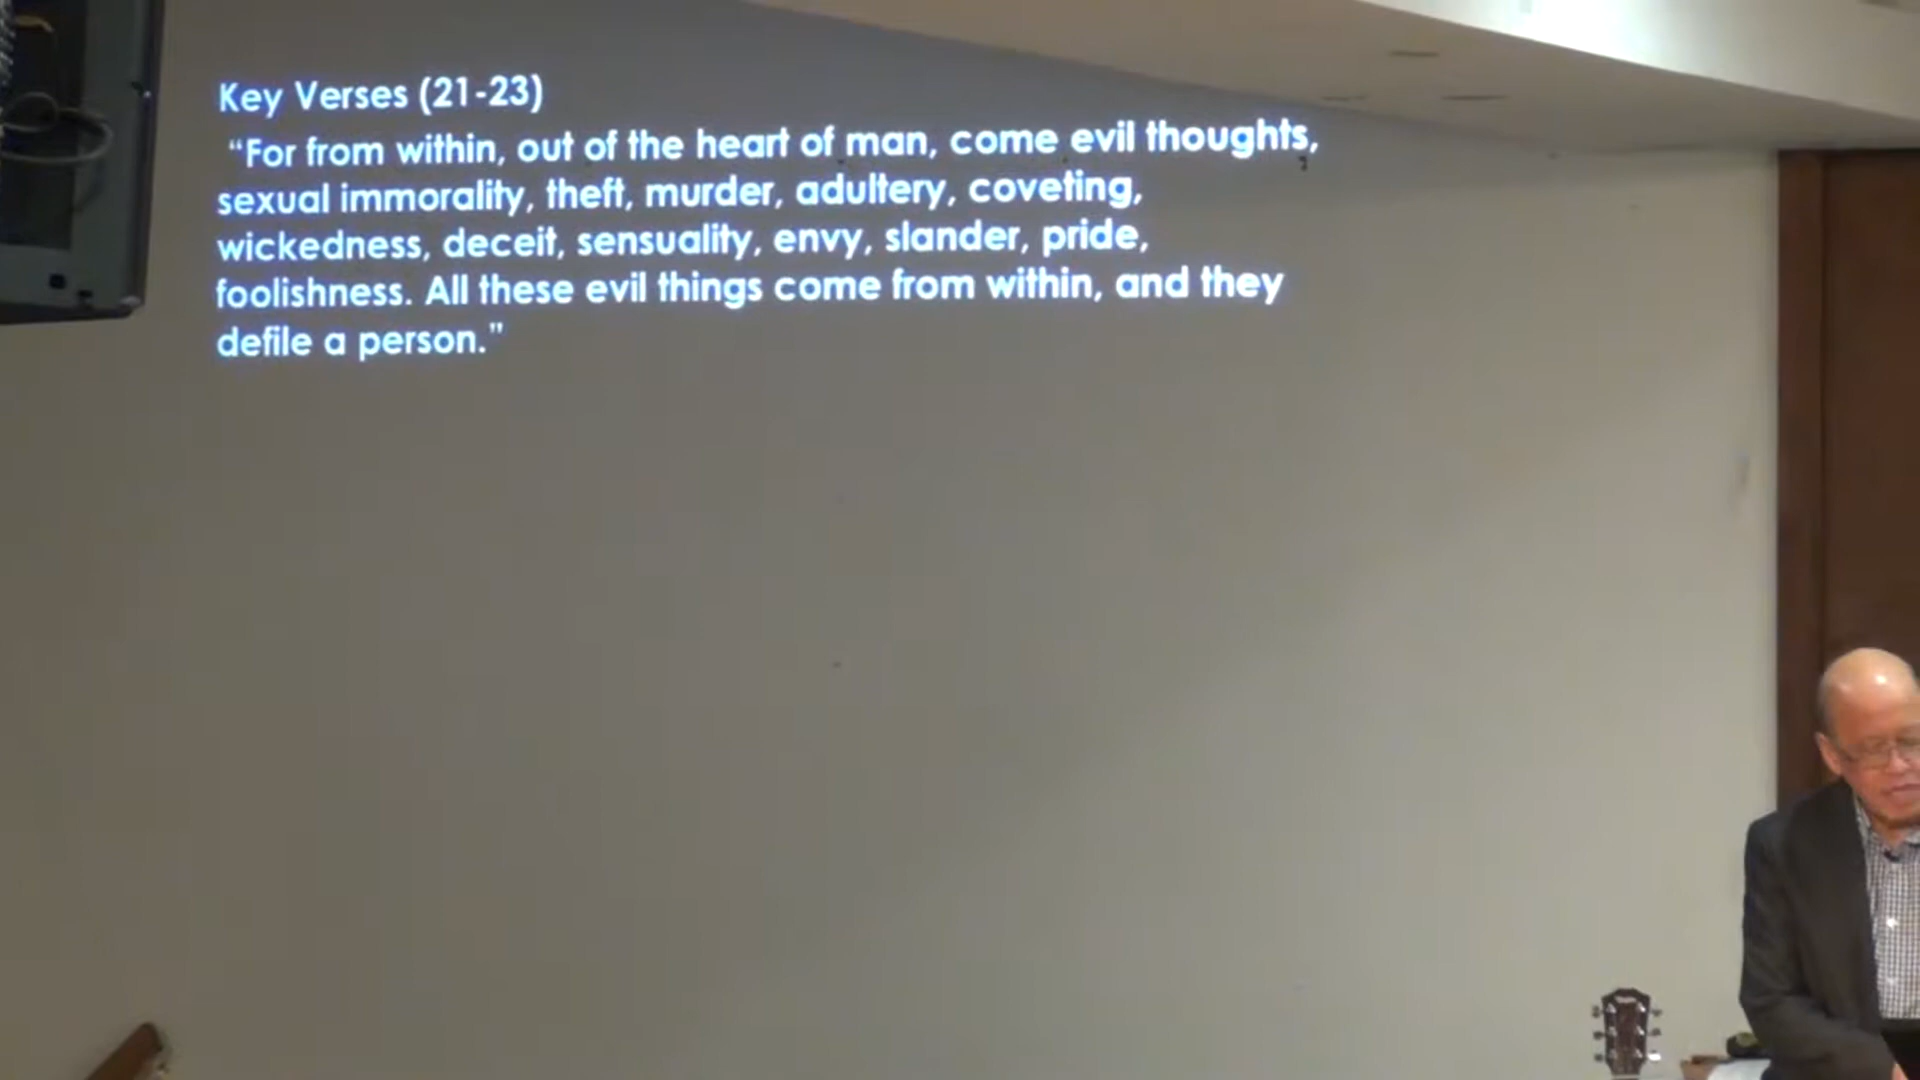 Key Verses (21-23)
“For from within, out of the heart of man, come evil thoughts,
sexual immorality, theft, murder, adultery, coveting,
wickedness, deceit, sensuality, envy, slander, pride,
foolishness. All these evil things come from within, and they
defile a person.”